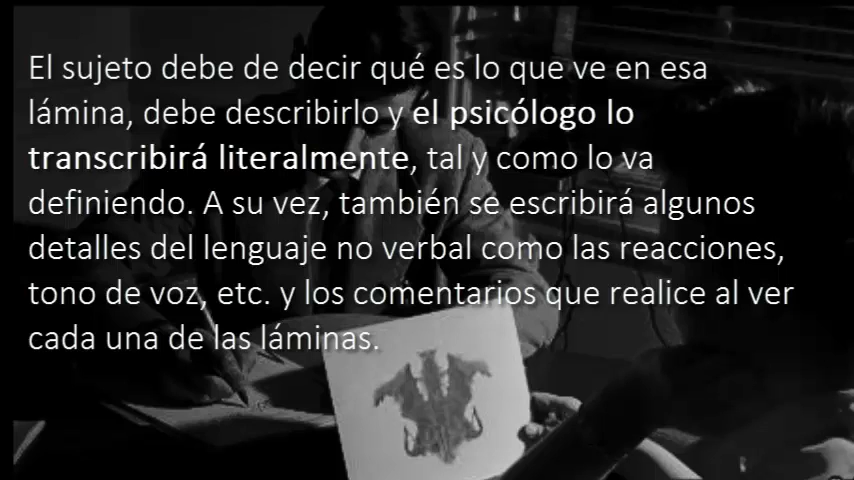 El sujeto debe de decir qué es lo que ve en esa
lámina, debe describirlo y el psicólogo lo
transcribirá literalmente, tal y como lo va
definiendo. A su vez, también se escribirá algunos
detalles del lenguaje no verbal como las reacciones,
tono de voz, etc. y los comentarios que realice al ver
cada una de las láminas.